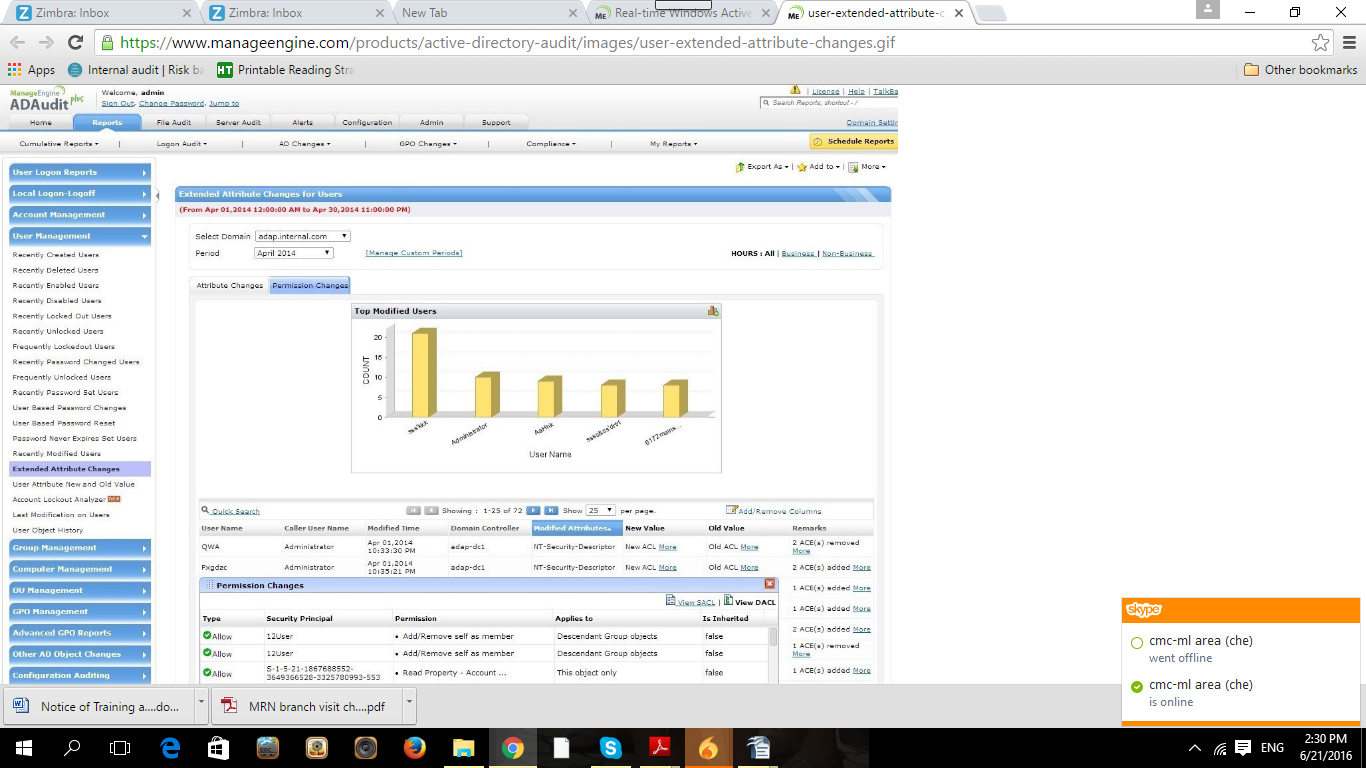 Zimbra: Inbox
Zimbra: Inbox
New Tab
Real-time Windows Active
user-extended-attribute-c
https://www.manageengine.com/products/active-directory-audit/images/user-extended-attribute-changes.gif
Apps
Internal audit | Risk ba
Printable Reading Stra
Other bookmarks
ManageEngine
ADAudit plus
Welcome, admin
Sign Out, Change Password, Jump to
License | Help | TalkBa
Search Reports, shortcut - /
Home Reports File Audit Server Audit Alerts Configuration Admin Support
Domain Settin
Cumulative Reports | Logon Audit | AD Changes | GPO Changes | Compliance | My Reports
Schedule Reports
Export As | Add to | More
User Logon Reports
Local Logon-Logoff
Account Management
User Management
Recently Created Users
Recently Deleted Users
Recently Enabled Users
Recently Disabled Users
Recently Locked Out Users
Recently Unlocked Users
Frequently Lockedout Users
Recently Password Changed Users
Frequently Unlocked Users
Recently Password Set Users
User Based Password Changes
User Based Password Reset
Password Never Expires Set Users
Recently Modified Users
Extended Attribute Changes
User Attribute New and Old Value
Account Lockout Analyzer
Last Modification on Users
User Object History
Group Management
Computer Management
OU Management
GPO Management
Advanced GPO Reports
Other AD Object Changes
Configuration Auditing
Extended Attribute Changes for Users
(From Apr 01,2014 12:00:00 AM to Apr 30,2014 11:00:00 PM)
Select Domain adap.internal.com
Period April 2014 [Manage Custom Periods]
HOURS : All | Business | Non-Business
Attribute Changes Permission Changes
Top Modified Users
COUNT
20
15
10
5
0
Administrator
User Name
Quick Search
Showing : 1-25 of 72
Show 25 per page.
Add/Remove Columns
User Name Caller User Name Modified Time Domain Controller Modified Attributes New Value Old Value Remarks
QWA Administrator Apr 01,2014 10:33:30 PM adap-dc1 NT-Security-Descriptor New ACL More Old ACL More 2 ACE(s) removed More
Fxgdzc Administrator Apr 01,2014 10:35:21 PM adap-dc1 NT-Security-Descriptor New ACL More Old ACL More 2 ACE(s) added More
1 ACE(s) added More
1 ACE(s) added More
2 ACE(s) added More
1 ACE(s) removed More
1 ACE(s) added More
Permission Changes
View SACL | View DACL
Type Security Principal Permission Applies to Is Inherited
Allow 12User • Add/Remove self as member Descendant Group objects false
Allow 12User • Add/Remove self as member Descendant Group objects false
Allow S-1-5-21-1867688552-3649366528-3325780993-553 • Read Property - Account ... This object only false
skype
cmc-ml area (che)
went offline
cmc-ml area (che)
is online
Notice of Training a....do...
MRN branch visit ch....pdf
ENG
2:30 PM
6/21/2016